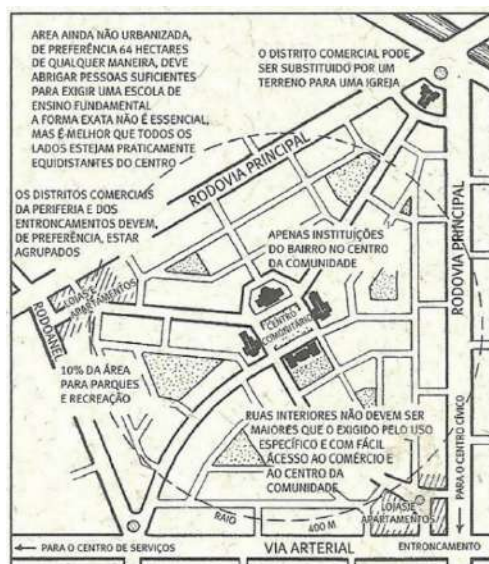 AREA AINDA NÃO URBANIZADA,
DE PREFERÊNCIA 64 HECTARES
DE QUALQUER MANEIRA, DEVE
ABRIGAR PESSOAS SUFICIENTES
PARA EXIGIR UMA ESCOLA DE
ENSINO FUNDAMENTAL
A FORMA EXATA NÃO É ESSENCIAL,
MAS É MELHOR QUE TODOS OS
LADOS ESTEJAM PRATICAMENTE
EQUIDISTANTES DO CENTRO
O DISTRITO COMERCIAL PODE
SER SUBSTITUIDO POR UM
TERRENO PARA UMA IGREJA
RODOVIA PRINCIPAL
OS DISTRITOS COMERCIAIS
DA PERIFERIA E DOS
ENTRONCAMENTOS DEVEM,
DE PREFERÊNCIA, ESTAR
AGRUPADOS
APENAS INSTITUIÇÕES
DO BAIRRO NO CENTRO
DA COMUNIDADE
RODOVIA PRINCIPAL
LOJAS E
APARTAMENTOS
RODOANEL
CENTRO
COMUNITÁRIO
10% DA ÁREA
PARA PARQUES
E RECREAÇÃO
RUAS INTERIORES NÃO DEVEM SER
MAIORES QUE O EXIGIDO PELO USO
ESPECÍFICO E COM FÁCIL
ACESSO AO COMÉRCIO E
AO CENTRO DA
COMUNIDADE
PARA O CENTRO CÍVICO
LOJAS E
APARTAMENTOS
RAIO
400 M
PARA O CENTRO DE SERVIÇOS
VIA ARTERIAL
ENTRONCAMENTO